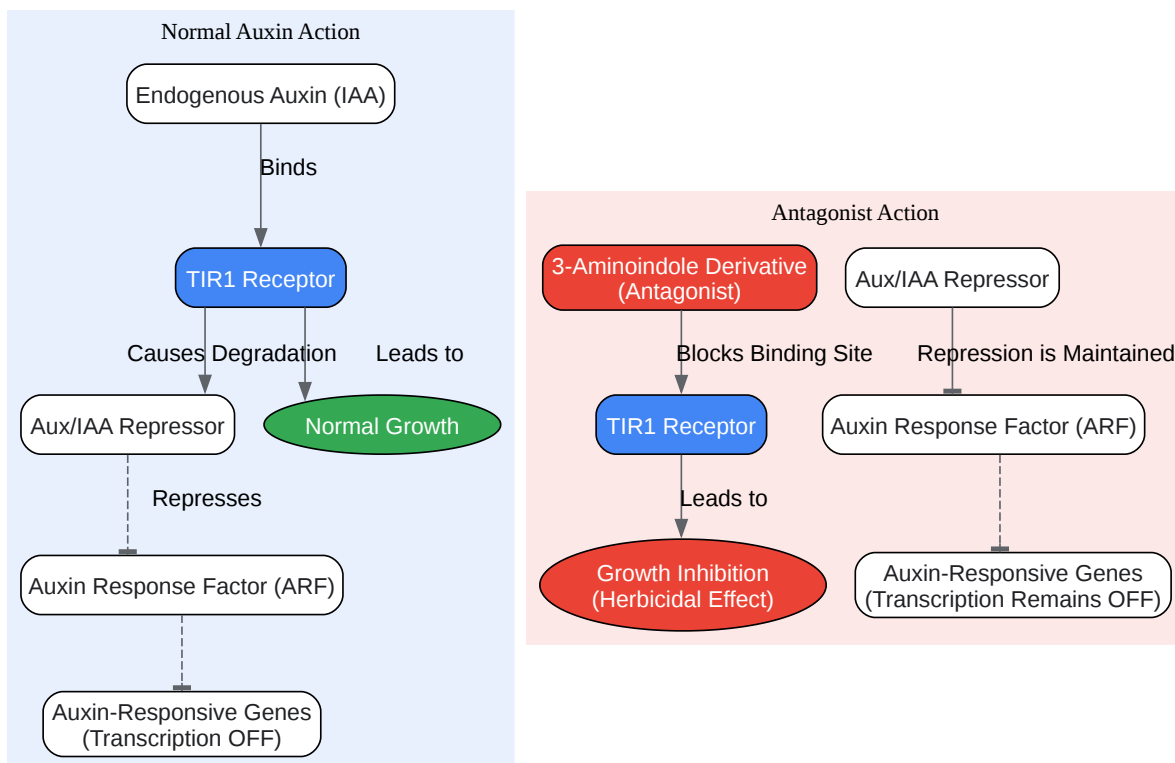 Normal Auxin Action
Endogenous Auxin (IAA)
Binds
TIR1 Receptor
Causes Degradation
Leads to
Aux/IAA Repressor
Normal Growth
Represses
Auxin Response Factor (ARF)
Auxin-Responsive Genes
(Transcription OFF)
Antagonist Action
3-Aminoindole Derivative
(Antagonist)
Aux/IAA Repressor
Blocks Binding Site
Repression is Maintained
TIR1 Receptor
Auxin Response Factor (ARF)
Leads to
Growth Inhibition
(Herbicidal Effect)
Auxin-Responsive Genes
(Transcription Remains OFF)